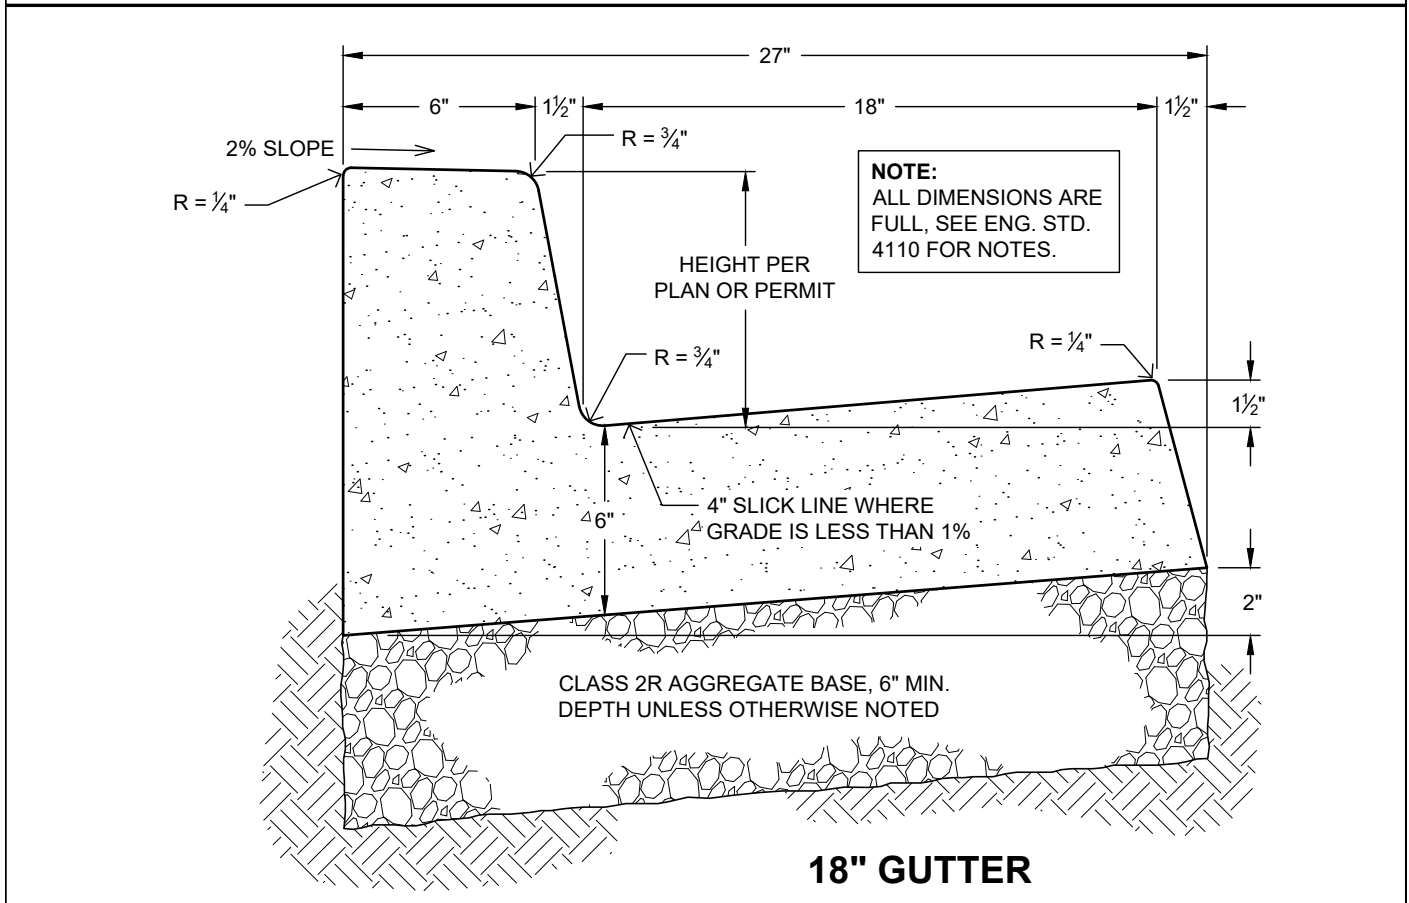 27"
6"
1½"
18"
1½"
2% SLOPE
R = ¾"
R = ¼"
NOTE:
ALL DIMENSIONS ARE
FULL, SEE ENG. STD.
4110 FOR NOTES.
HEIGHT PER
PLAN OR PERMIT
R = ¾"
R = ¼"
1½"
4" SLICK LINE WHERE
GRADE IS LESS THAN 1%
6"
2"
CLASS 2R AGGREGATE BASE, 6" MIN.
DEPTH UNLESS OTHERWISE NOTED
18" GUTTER